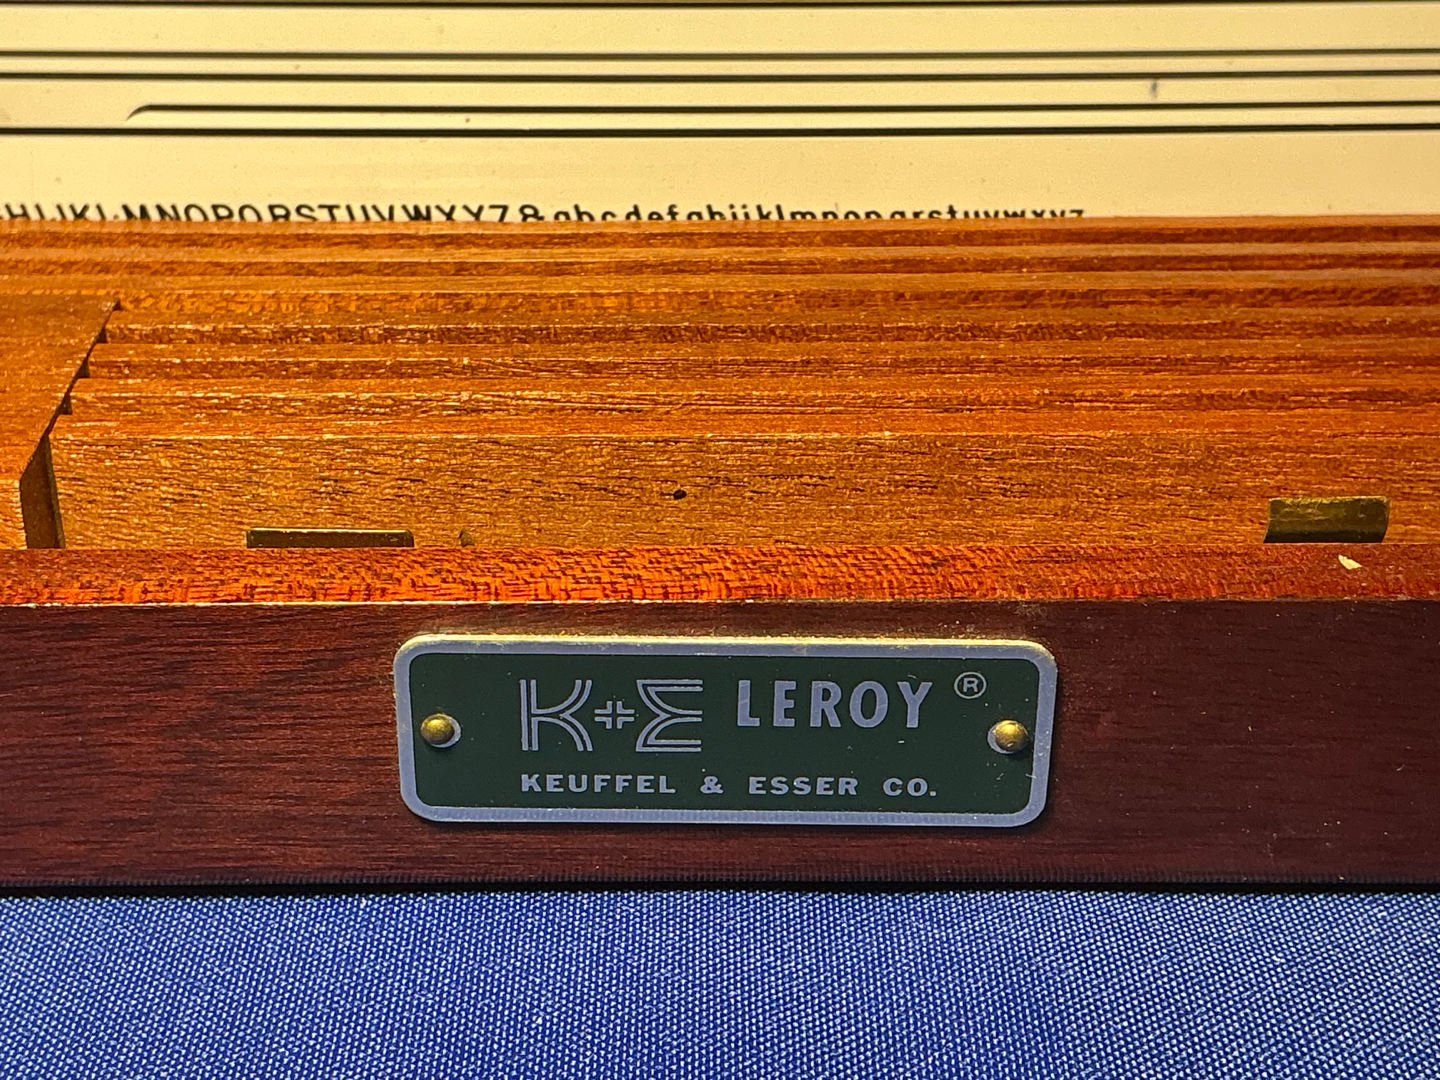 HIJKLMNOPQRSTUVWXYZ& abcdefghijklmnopqrstuvwxyz
K+E LEROY ®
KEUFFEL & ESSER CO.